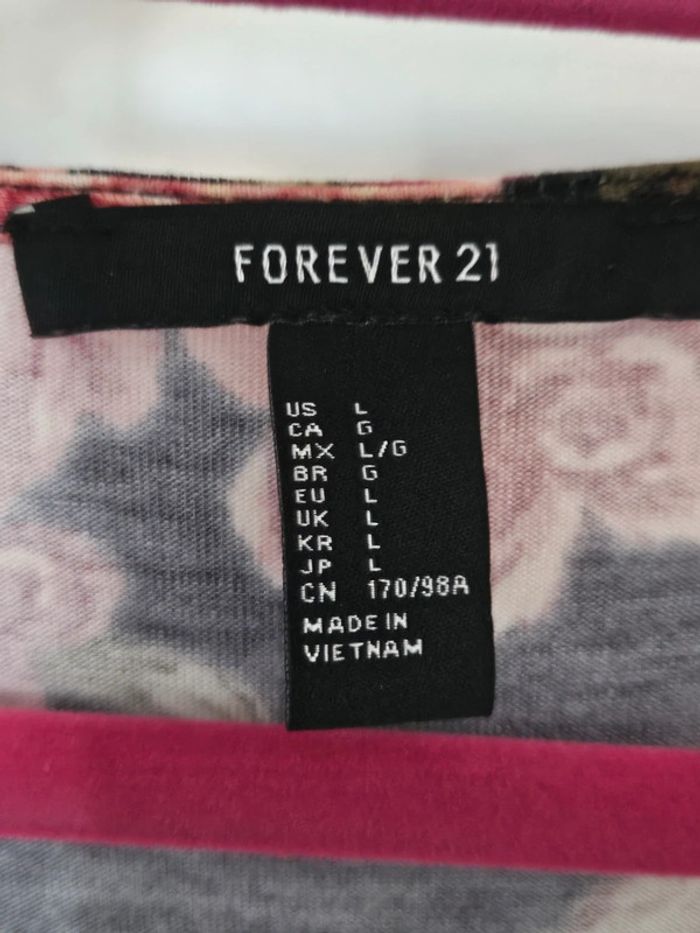 FOREVER 21
US L
CA G
MX L/G
BR G
EU L
UK L
KR L
JP L
CN 170/98A
MADE IN
VIETNAM